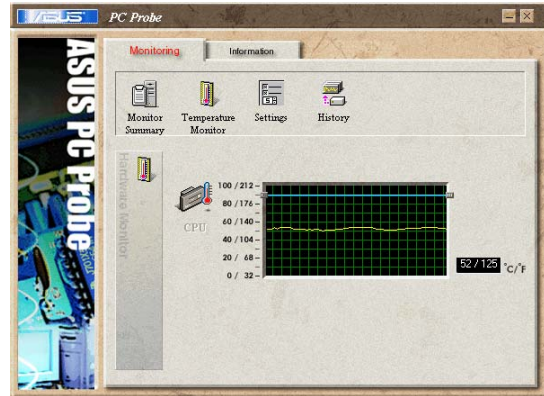 ASUS PC Probe
Monitoring Information
ASUS PC Probe
Monitor Summary
Temperature Monitor
Settings
History
Hardware Monitor
CPU
100 / 212
80 / 176
60 / 140
40 / 104
20 / 68
0 / 32
52 / 125 °C/°F